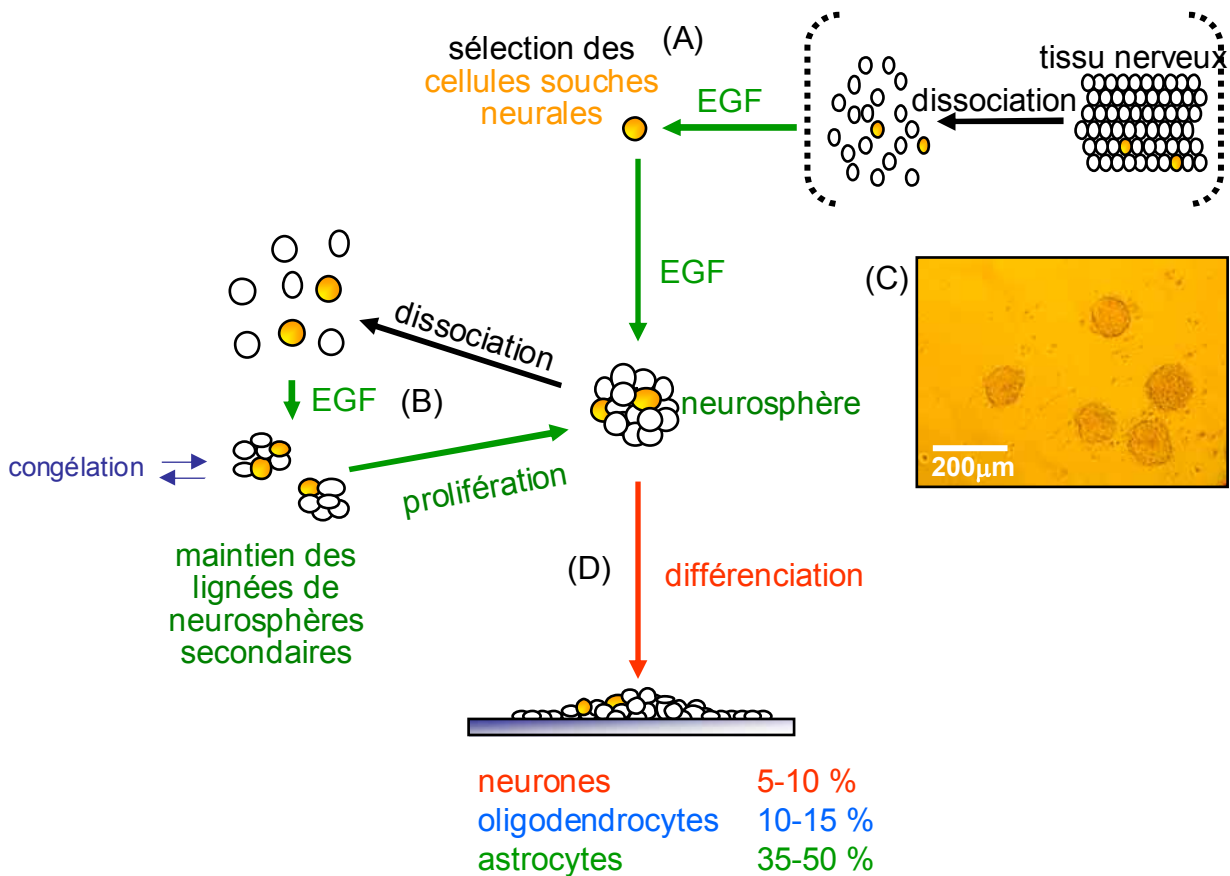 (A)
sélection des
cellules souches
neurales
EGF
dissociation
tissu nerveux
EGF
(C)
200µm
dissociation
EGF
(B)
neurosphère
congélation
prolifération
maintien des
lignées de
neurosphères
secondaires
(D)
différenciation
neurones 5-10 %
oligodendrocytes 10-15 %
astrocytes 35-50 %